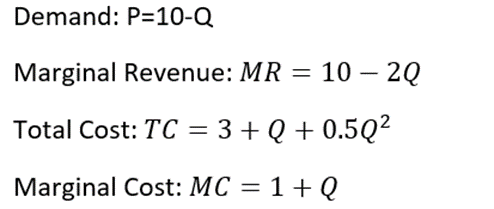 Demand: P=10-Q
Marginal Revenue: MR = 10 − 2Q
Total Cost: TC = 3 + Q + 0.5Q²
Marginal Cost: MC = 1 + Q